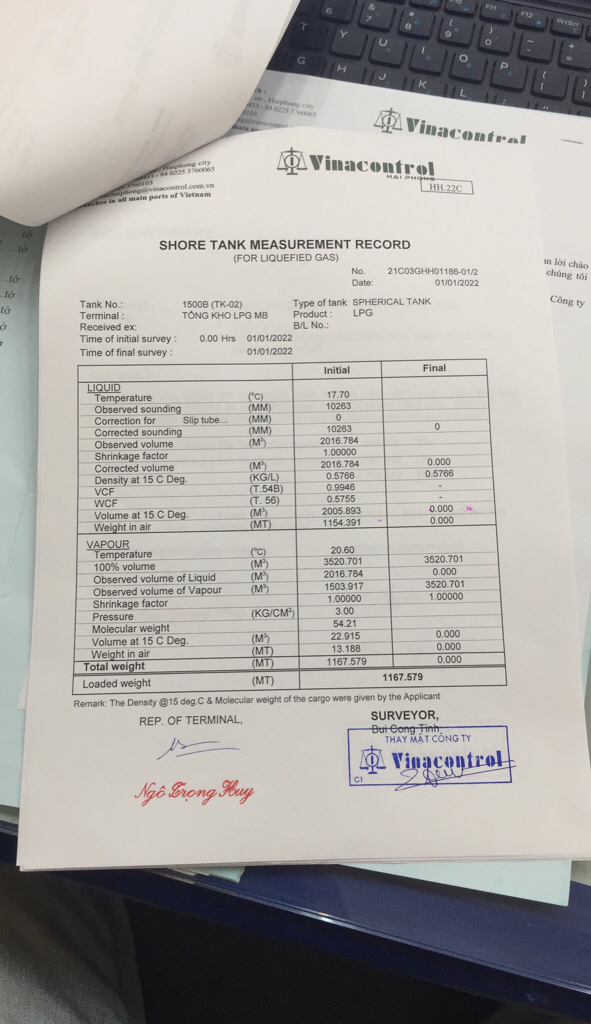 Vinacontrol
Haiphong city
3760103
Haiphong city
3 - 84 0225 3760065
3760103
haiphong@vinacontrol.com.vn
anches in all main ports of Vietnam
Vinacontrol
HAI PHONG
HH.22C
ın lời chào
chúng tôi
Công ty
SHORE TANK MEASUREMENT RECORD
(FOR LIQUEFIED GAS)
No. 21C03GHH01186-01/2
Date: 01/01/2022
Tank No.: 1500B (TK-02) Type of tank SPHERICAL TANK
Terminal : TỔNG KHO LPG MB Product : LPG
Received ex: B/L No.:
Time of initial survey : 0.00 Hrs 01/01/2022
Time of final survey : 01/01/2022
Initial Final
LIQUID
Temperature (°C) 17.70
Observed sounding (MM) 10263
Correction for Slip tube... (MM) 0
Corrected sounding (MM) 10263 0
Observed volume (M³) 2016.784
Shrinkage factor 1.00000
Corrected volume (M³) 2016.784 0.000
Density at 15 C Deg. (KG/L) 0.5766 0.5766
VCF (T.54B) 0.9946 -
WCF (T. 56) 0.5755 -
Volume at 15 C Deg. (M³) 2005.893 0.000 *
Weight in air (MT) 1154.391 0.000
VAPOUR
Temperature (°C) 20.60
100% volume (M³) 3520.701 3520.701
Observed volume of Liquid (M³) 2016.784 0.000
Observed volume of Vapour (M³) 1503.917 3520.701
Shrinkage factor 1.00000 1.00000
Pressure (KG/CM²) 3.00
Molecular weight 54.21
Volume at 15 C Deg. (M³) 22.915 0.000
Weight in air (MT) 13.188 0.000
Total weight (MT) 1167.579 0.000
Loaded weight (MT) 1167.579
Remark: The Density @15 deg.C & Molecular weight of the cargo were given by the Applicant
REP. OF TERMINAL, SURVEYOR,
Bui Cong Tinh
THAY MẶT CÔNG TY
Vinacontrol
C1
Ngô Trọng Huy